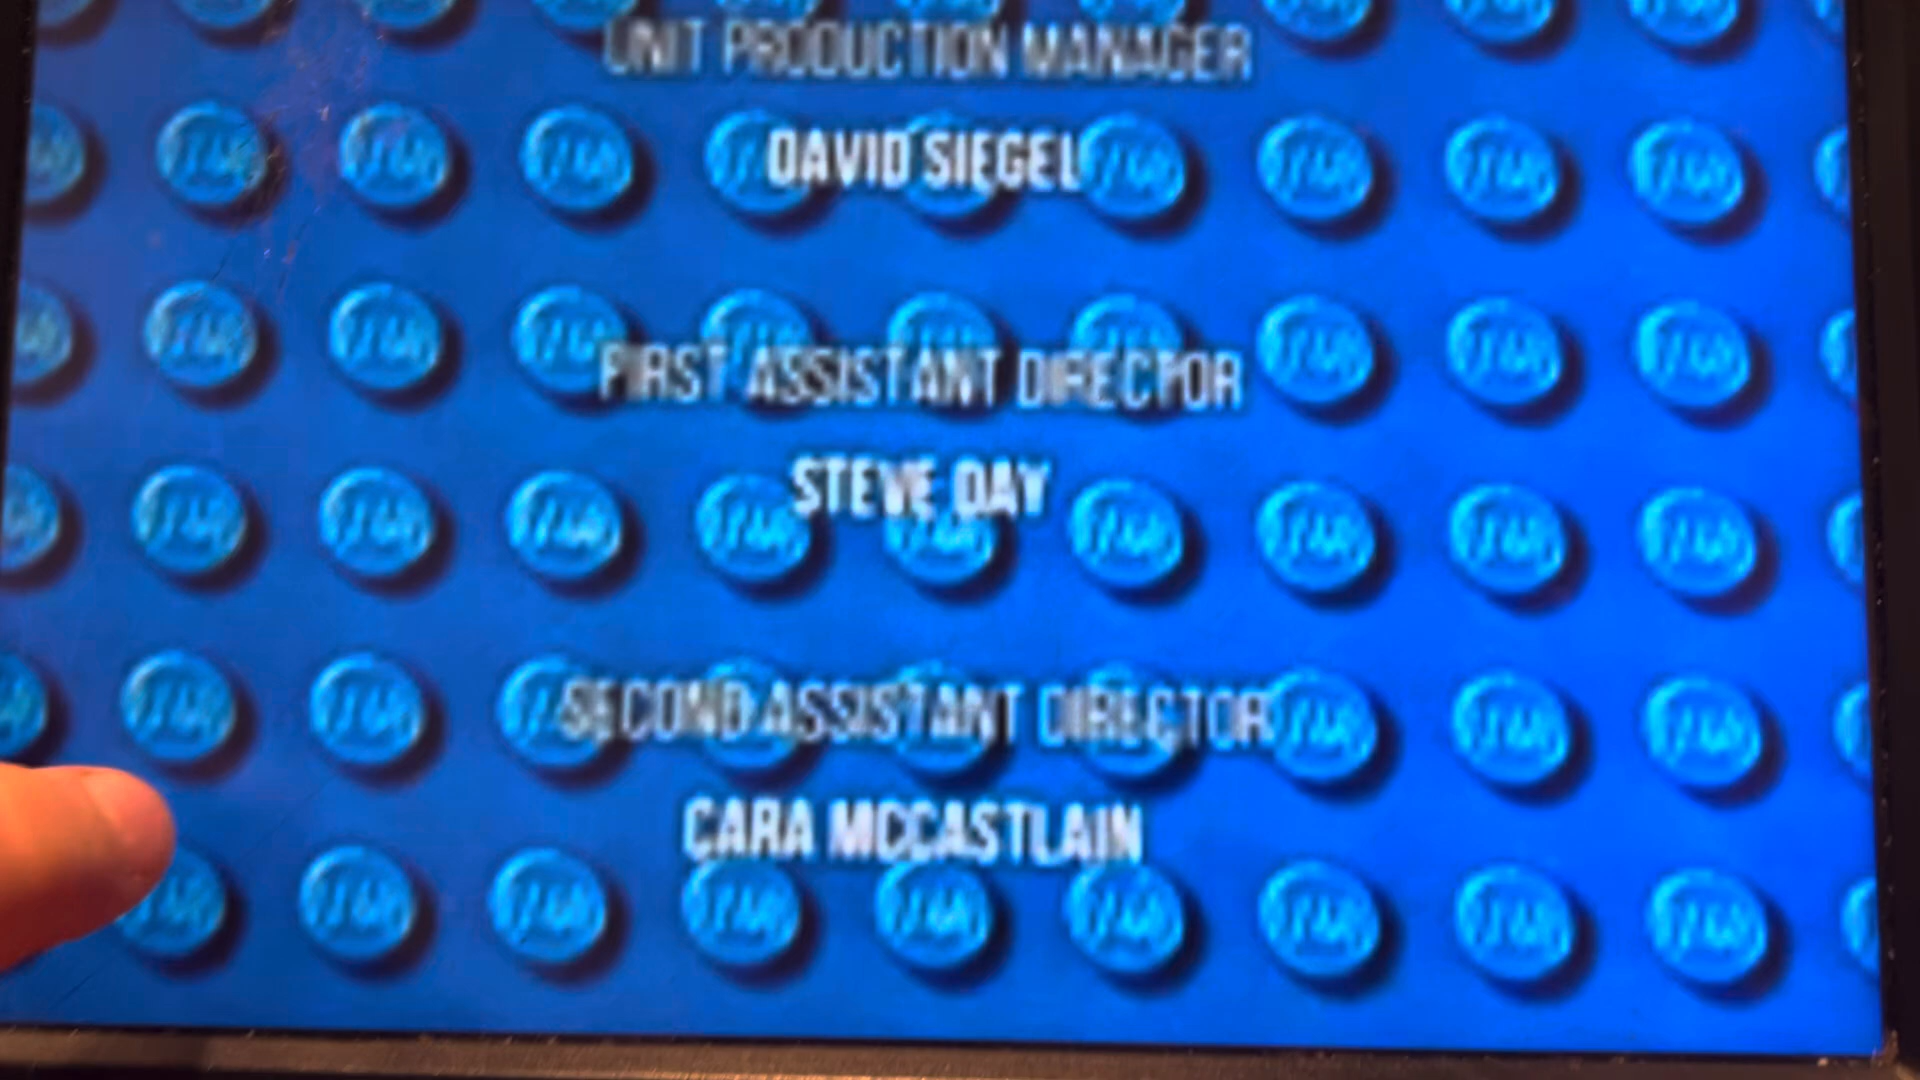 UNIT PRODUCTION MANAGER
DAVID SIEGEL
FIRST ASSISTANT DIRECTOR
STEVE DAY
SECOND ASSISTANT DIRECTOR
CARA MCCASTLAIN